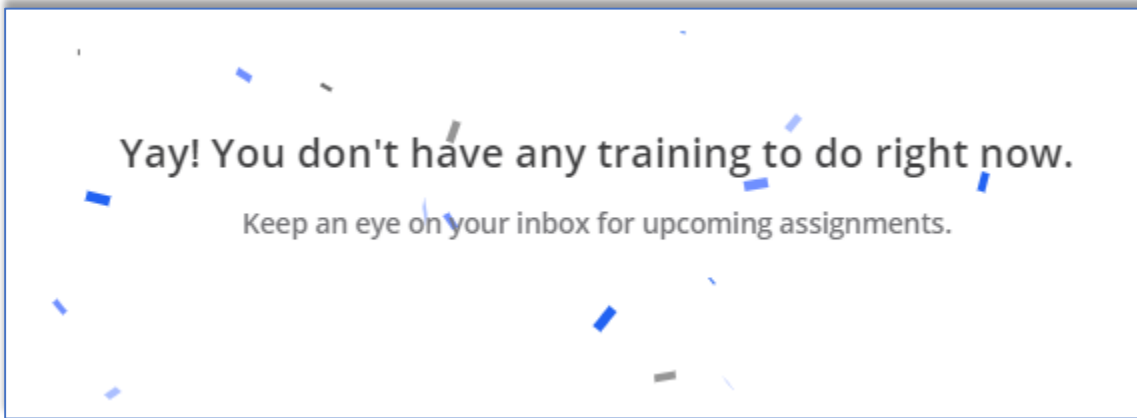 Yay! You don't have any training to do right now.
Keep an eye on your inbox for upcoming assignments.